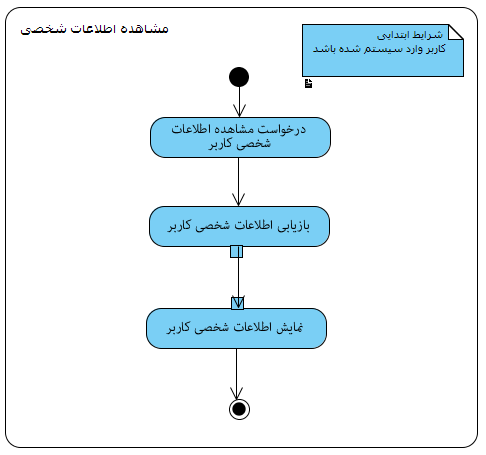 مشاهده اطلاعات شخصی
شرایط ابتدایی
کاربر وارد سیستم شده باشد
درخواست مشاهده اطلاعات
شخصی کاربر
بازیابی اطلاعات شخصی کاربر
نمایش اطلاعات شخصی کاربر